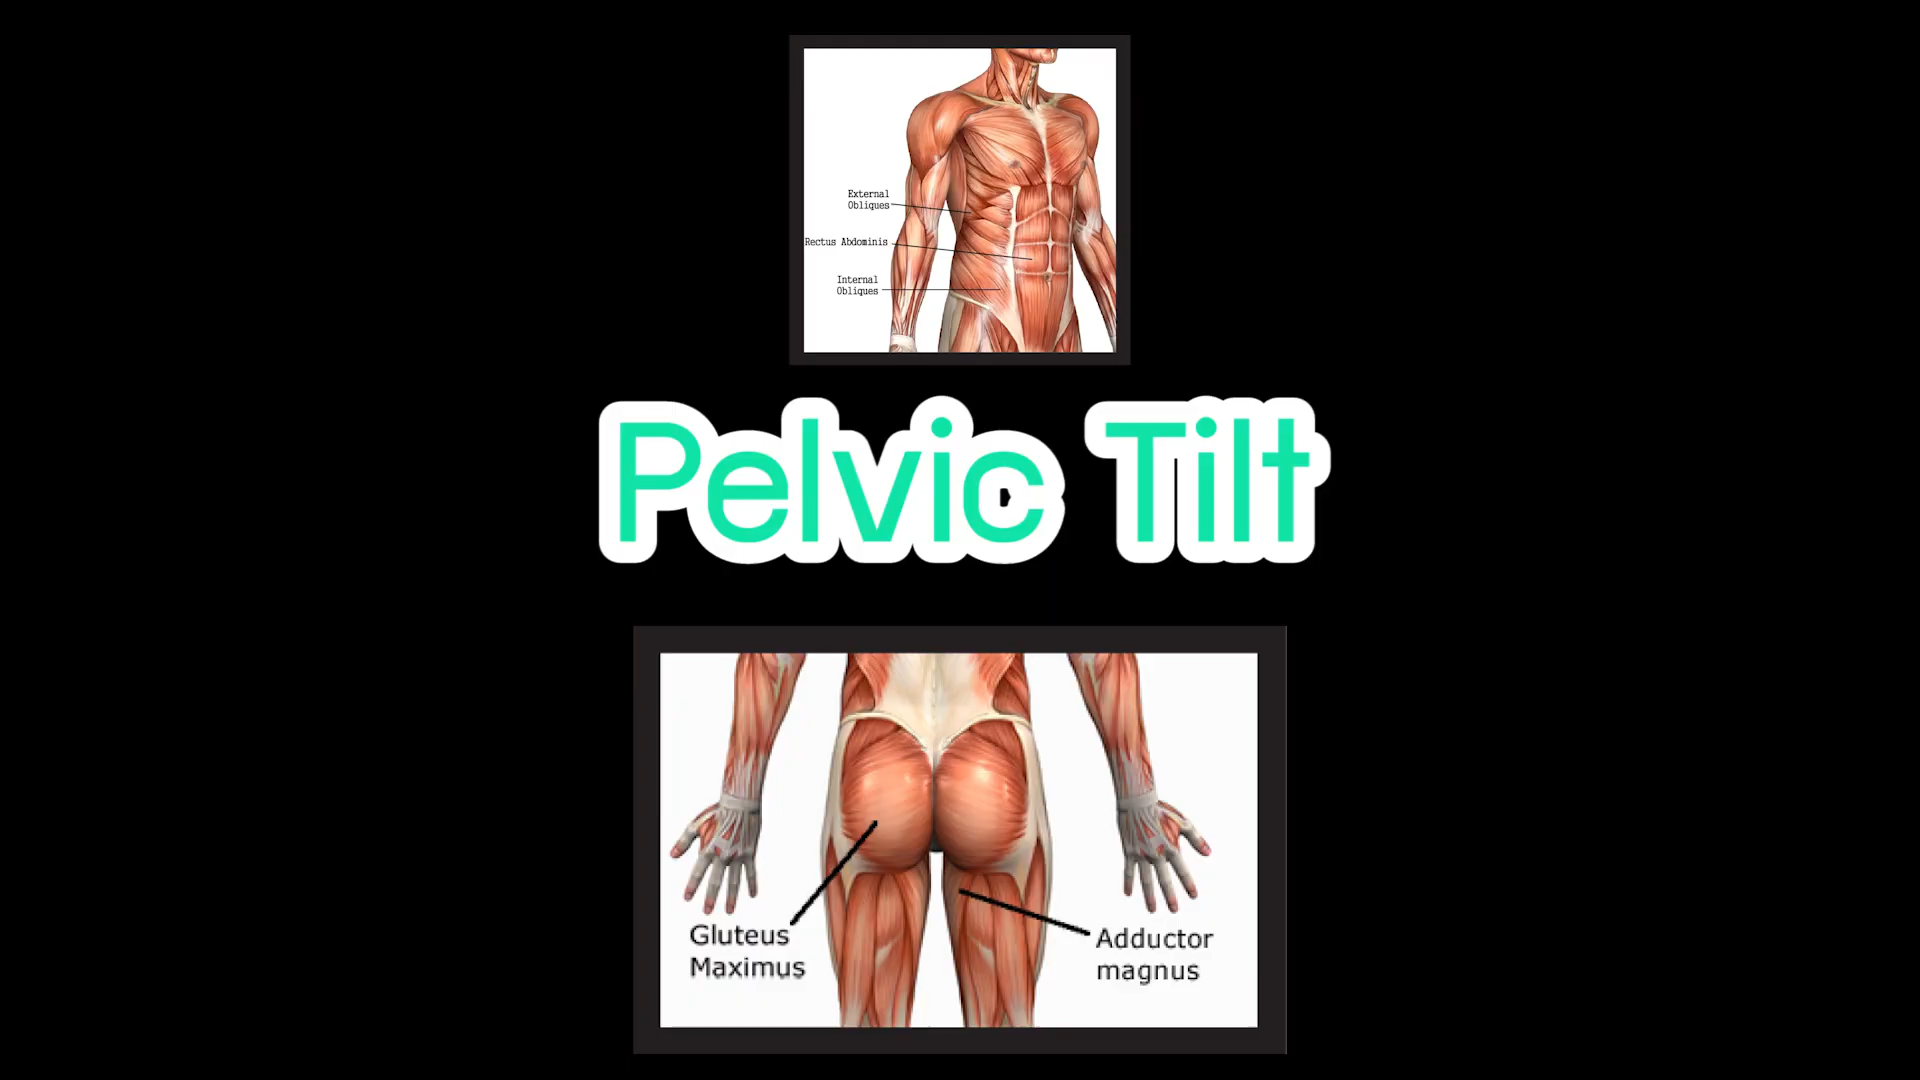 External
Obliques
Rectus Abdominis
Internal
Obliques
Pelvic Tilt
Gluteus
Maximus
Adductor
magnus